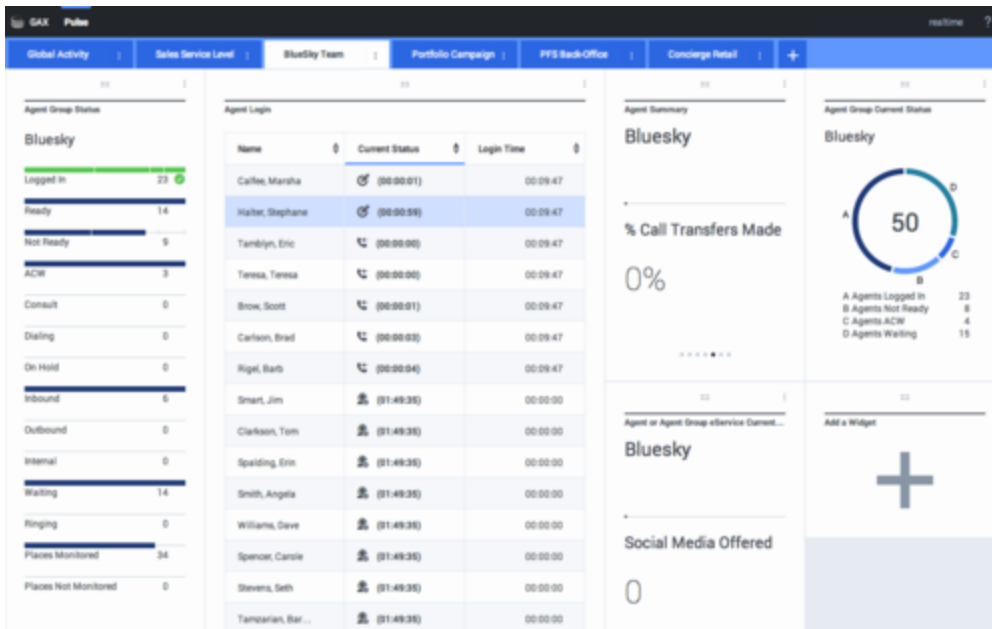 GAX Pulse realtime ?
Global Activity Sales Service Level BlueSky Team Portfolio Campaign PFS Back-Office Concierge Retail +
Agent Group Status
Bluesky
Logged In 23
Ready 14
Not Ready 9
ACW 3
Consult 0
Dialing 0
On Hold 0
Inbound 6
Outbound 0
Internal 0
Waiting 14
Ringing 0
Places Monitored 34
Places Not Monitored 0
Agent Login
Name Current Status Login Time
Calfee, Marsha (00:00:01) 00:09:47
Halter, Stephane (00:00:59) 00:09:47
Tamblyn, Eric (00:00:00) 00:09:47
Teresa, Teresa (00:00:00) 00:09:47
Brow, Scott (00:00:01) 00:09:47
Carlson, Brad (00:00:03) 00:09:47
Rigel, Barb (00:00:04) 00:09:47
Smart, Jim (01:49:35) 00:00:00
Clarkson, Tom (01:49:35) 00:00:00
Spalding, Erin (01:49:35) 00:00:00
Smith, Angela (01:49:35) 00:00:00
Williams, Dave (01:49:35) 00:00:00
Spencer, Carole (01:49:35) 00:00:00
Stevens, Seth (01:49:35) 00:00:00
Tamzarian, Bar... (01:49:35) 00:00:00
Agent Summary
Bluesky
% Call Transfers Made
0%
Agent Group Current Status
Bluesky
A
D
50
C
B
A Agents Logged In 23
B Agents Not Ready 8
C Agents ACW 4
D Agents Waiting 15
Agent or Agent Group eService Current...
Bluesky
Social Media Offered
0
Add a Widget